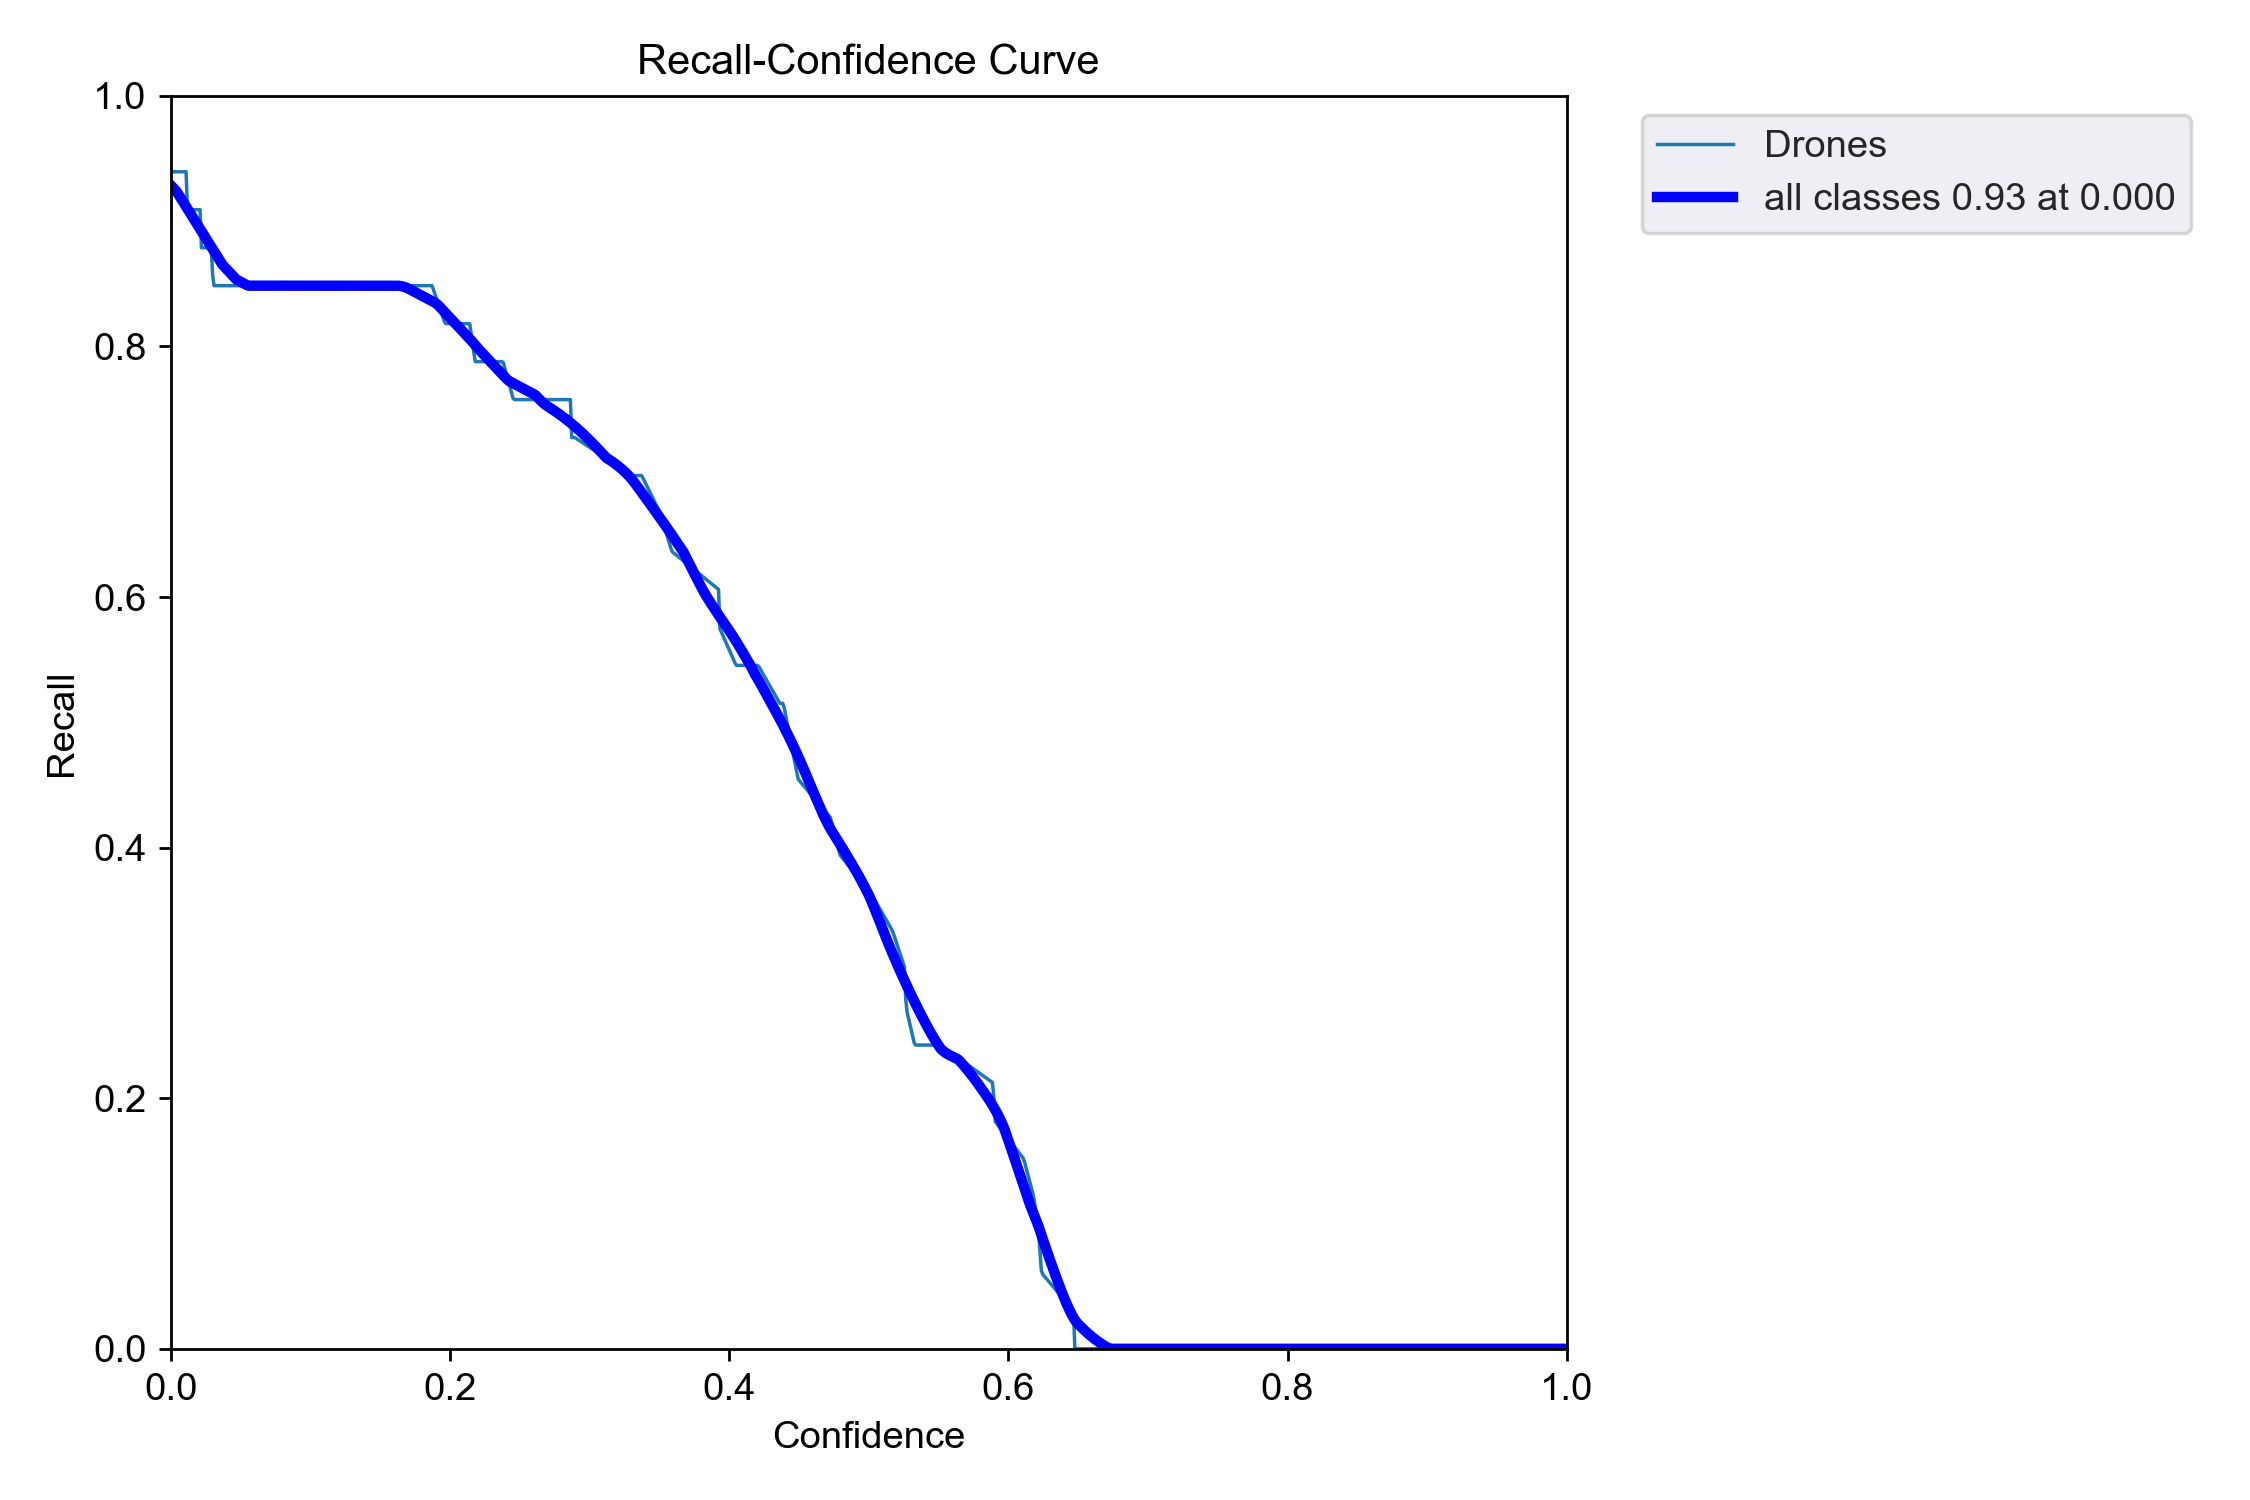 Recall-Confidence Curve
1.0
0.8
0.6
0.4
0.2
0.0
Recall
0.0 0.2 0.4 0.6 0.8 1.0
Confidence
Drones
all classes 0.93 at 0.000